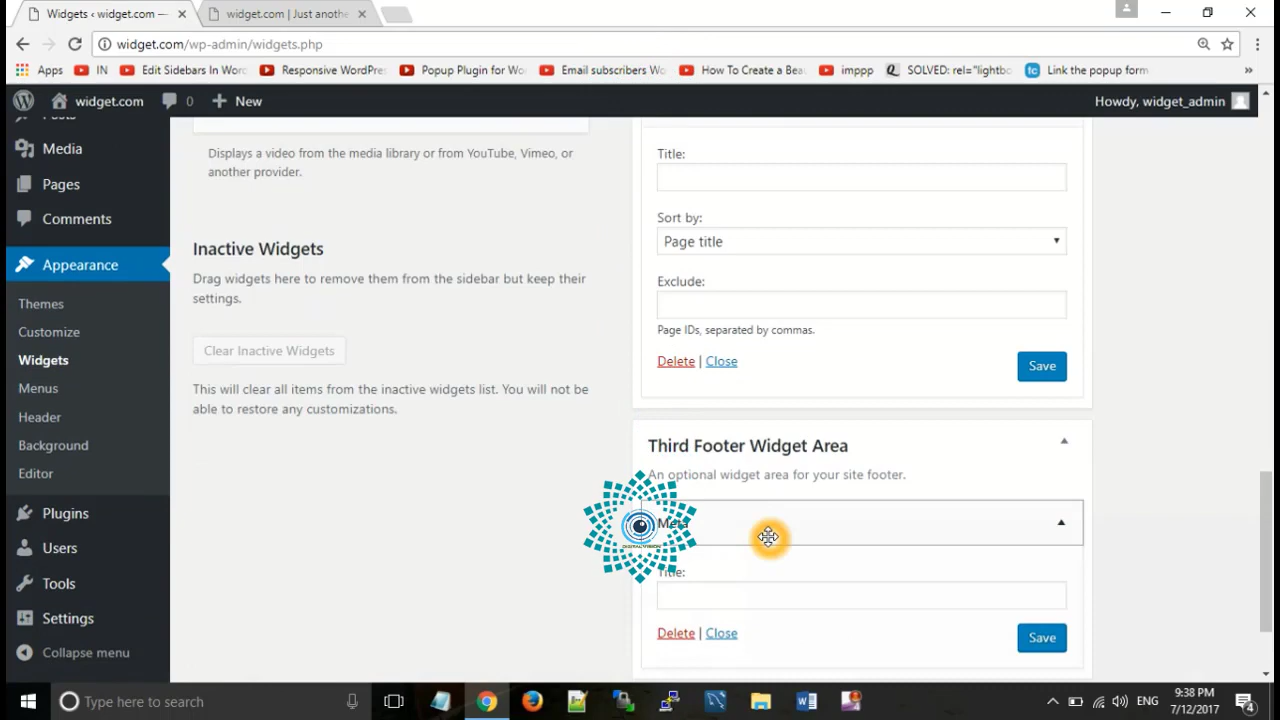 Widgets ‹ widget.com —
widget.com | Just anothe
widget.com/wp-admin/widgets.php
Apps
IN
Edit Sidebars In Worc
Responsive WordPre
Popup Plugin for Wo
Email subscribers Wo
How To Create a Bea
imppp
SOLVED: rel="lightbo
Link the popup form
»
widget.com
0
New
Howdy, widget_admin
Posts
Media
Pages
Comments
Appearance
Themes
Customize
Widgets
Menus
Header
Background
Editor
Plugins
Users
Tools
Settings
Collapse menu
Displays a video from the media library or from YouTube, Vimeo, or
another provider.
Inactive Widgets
Drag widgets here to remove them from the sidebar but keep their
settings.
Clear Inactive Widgets
This will clear all items from the inactive widgets list. You will not be
able to restore any customizations.
Title:
Sort by:
Page title
Exclude:
Page IDs, separated by commas.
Delete | Close
Save
Third Footer Widget Area
An optional widget area for your site footer.
Meta
DIGITAL VISION
Title:
Delete | Close
Save
Type here to search
ENG
9:38 PM
7/12/2017
4